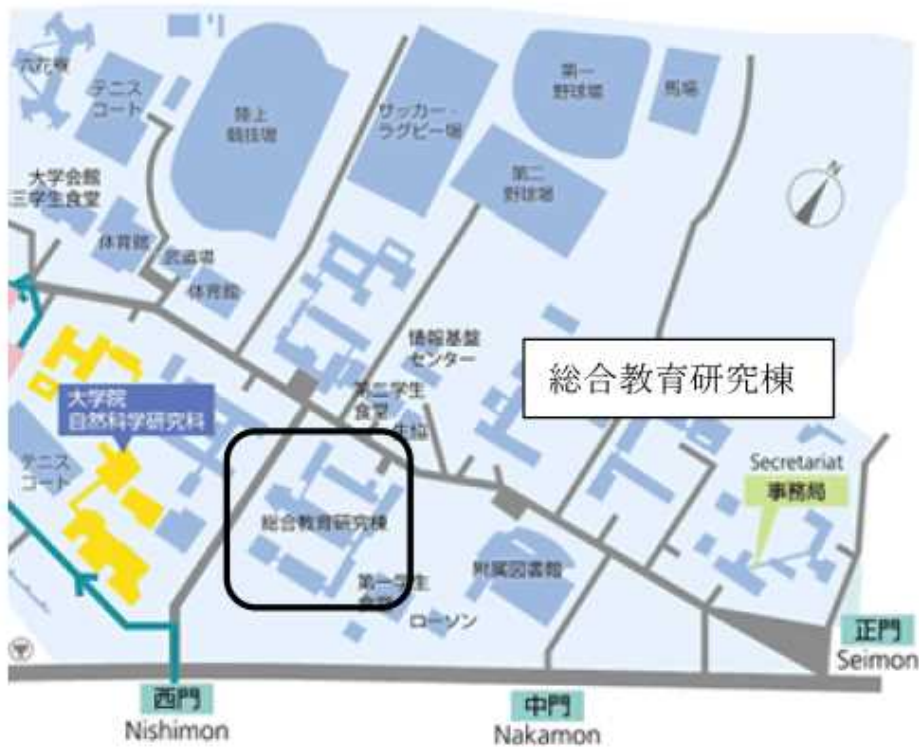 六花寮
テニス
コート
陸上
競技場
サッカー・
ラグビー場
第一
野球場
馬場
第二
野球場
N
大学会館
三学生食堂
体育館
武道場
体育館
情報基盤
センター
総合教育研究棟
第二学生
食堂
生協
大学院
自然科学研究科
テニス
コート
Secretariat
事務局
総合教育研究棟
附属図書館
第一学生
ローソン
正門
Seimon
西門
Nishimon
中門
Nakamon